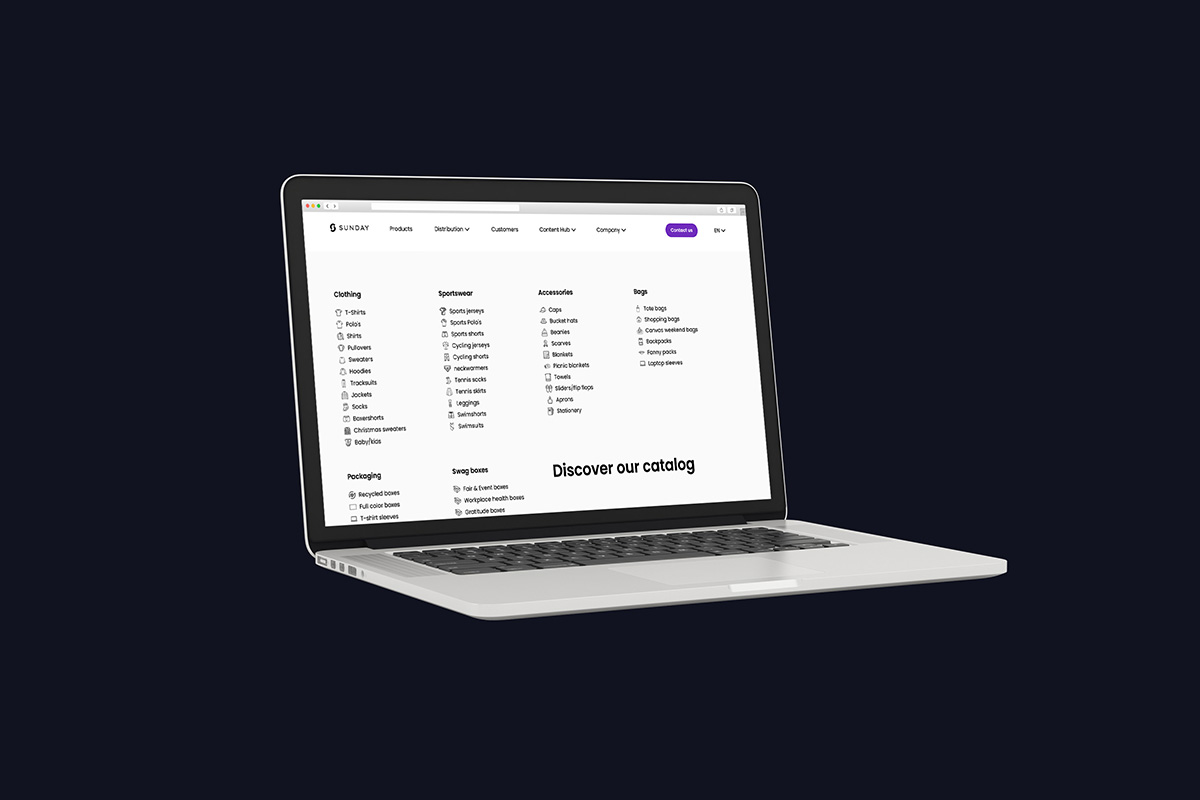 SUNDAY
Products
Distribution
Customers
Content Hub
Company
Contact us
EN
Clothing
T-Shirts
Polo's
Shirts
Pullovers
Sweaters
Hoodies
Tracksuits
Jackets
Socks
Boxershorts
Christmas sweaters
Baby/kids
Sportswear
Sports jerseys
Sports Polo's
Sports shorts
Cycling jerseys
Cycling shorts
neckwarmers
Tennis socks
Tennis skirts
Leggings
Swimshorts
Swimsuits
Accessories
Caps
Bucket hats
Beanies
Scarves
Blankets
Picnic blankets
Towels
Sliders/flip flops
Aprons
Stationery
Bags
Tote bags
Shopping bags
Canvas weekend bags
Backpacks
Fanny packs
Laptop sleeves
Packaging
Recycled boxes
Full color boxes
T-shirt sleeves
Swag boxes
Fair & Event boxes
Workplace health boxes
Gratitude boxes
Discover our catalog